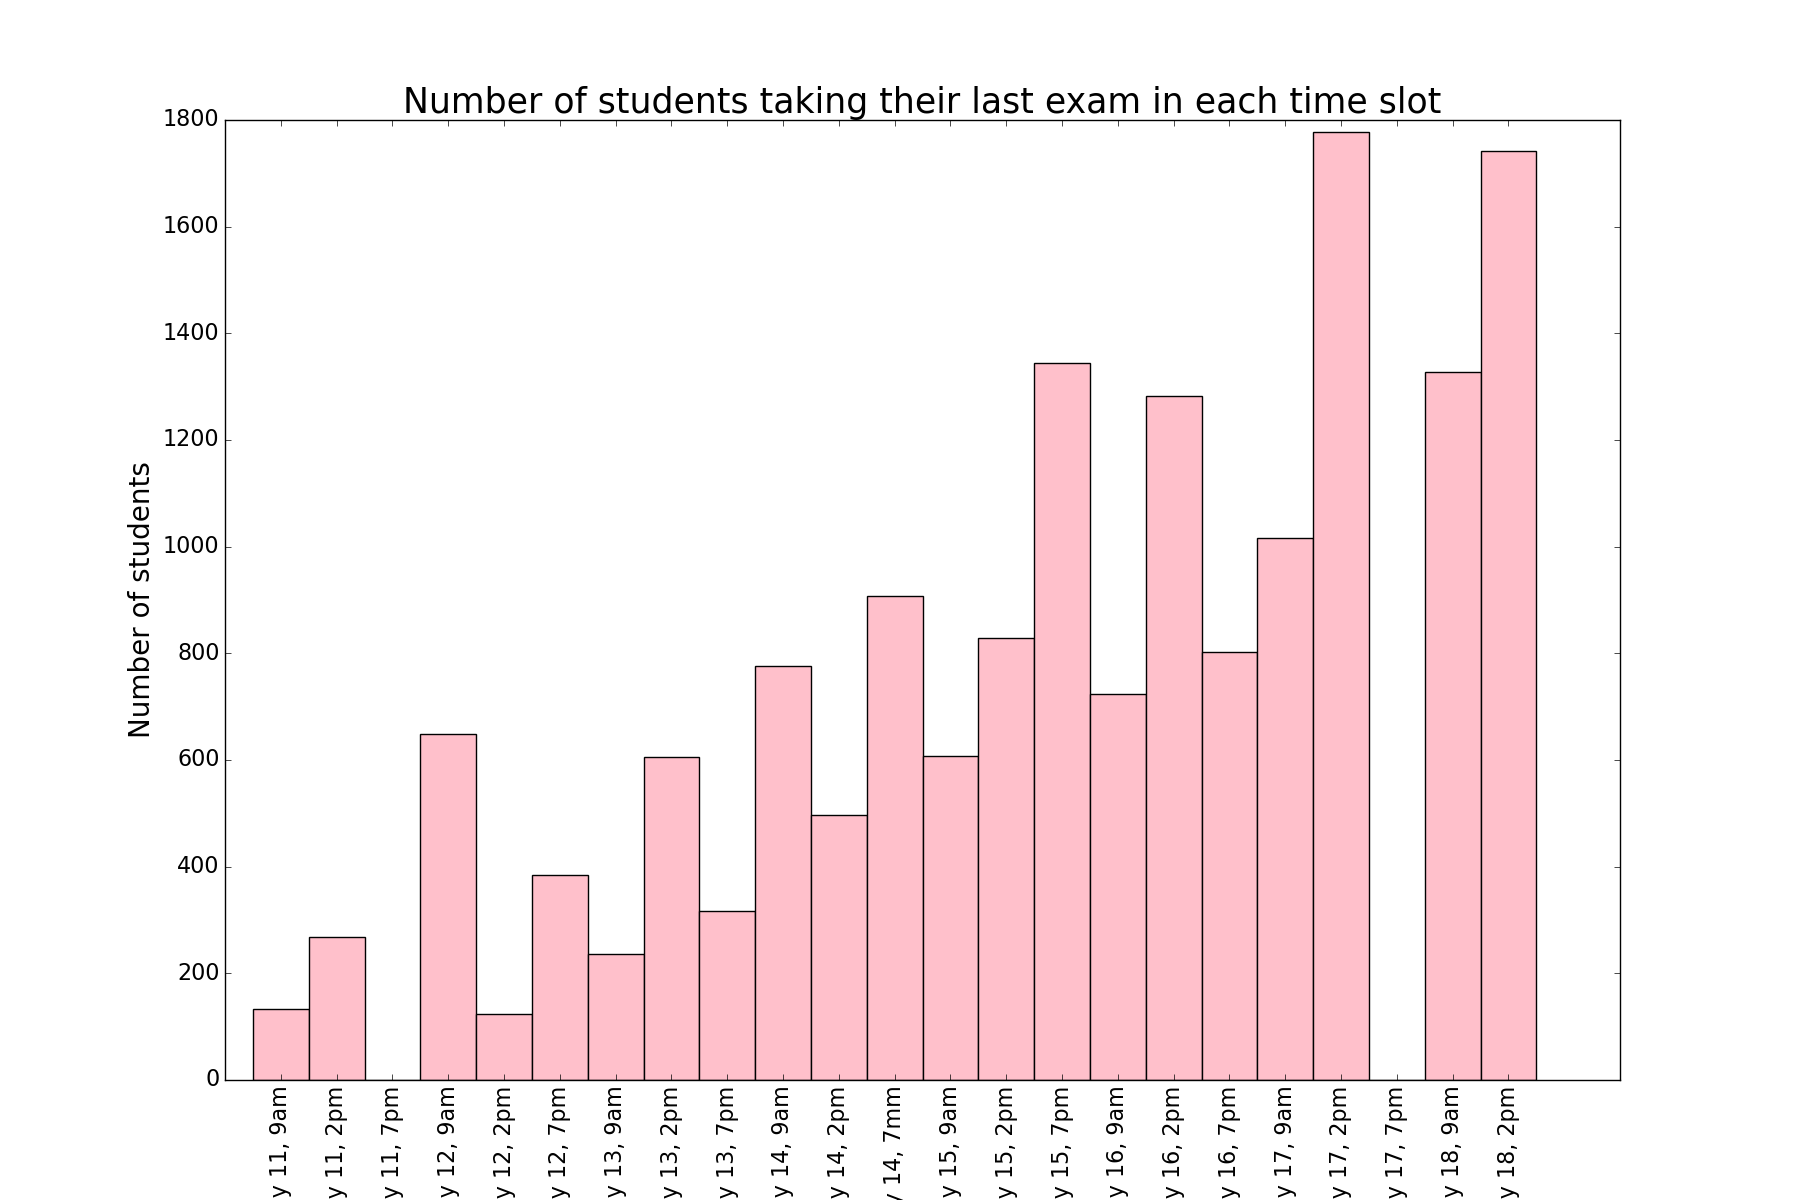 Number of students taking their last exam in each time slot
Number of students
1800
1600
1400
1200
1000
800
600
400
200
0
y 11, 9am
y 11, 2pm
y 11, 7pm
y 12, 9am
y 12, 2pm
y 12, 7pm
y 13, 9am
y 13, 2pm
y 13, 7pm
y 14, 9am
y 14, 2pm
y 14, 7mm
y 15, 9am
y 15, 2pm
y 15, 7pm
y 16, 9am
y 16, 2pm
y 16, 7pm
y 17, 9am
y 17, 2pm
y 17, 7pm
y 18, 9am
y 18, 2pm